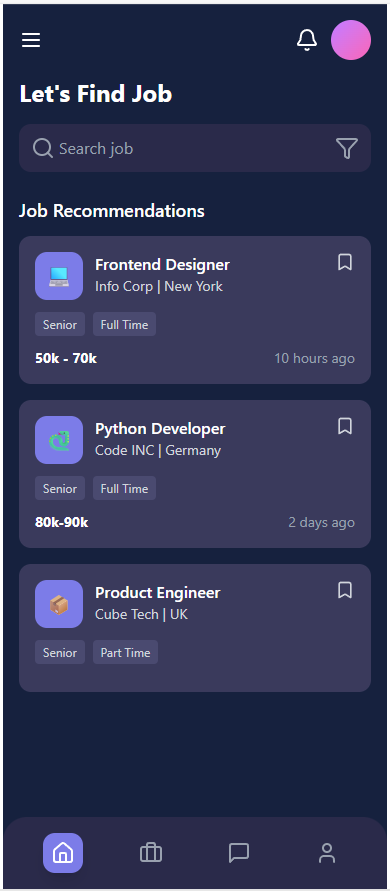 Let's Find Job
Search job
Job Recommendations
Frontend Designer
Info Corp | New York
Senior Full Time
50k - 70k 10 hours ago
Python Developer
Code INC | Germany
Senior Full Time
80k-90k 2 days ago
Product Engineer
Cube Tech | UK
Senior Part Time